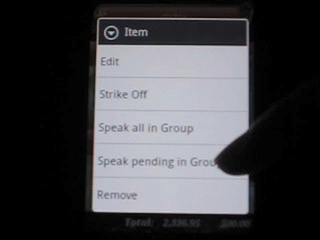 Item
Edit
Strike Off
Speak all in Group
Speak pending in Grou
Remove
Total: